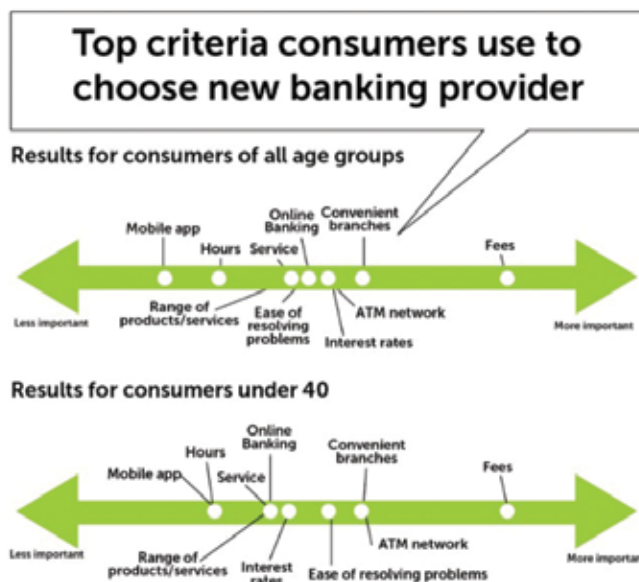 Top criteria consumers use to
choose new banking provider
Results for consumers of all age groups
Mobile app
Hours
Service
Online
Banking
Convenient
branches
Fees
Less important
Range of
products/services
Ease of
resolving
problems
Interest rates
ATM network
More important
Results for consumers under 40
Mobile app
Hours
Service
Online
Banking
Convenient
branches
Fees
Less important
Range of
products/services
Interest
rates
Ease of resolving problems
ATM network
More important